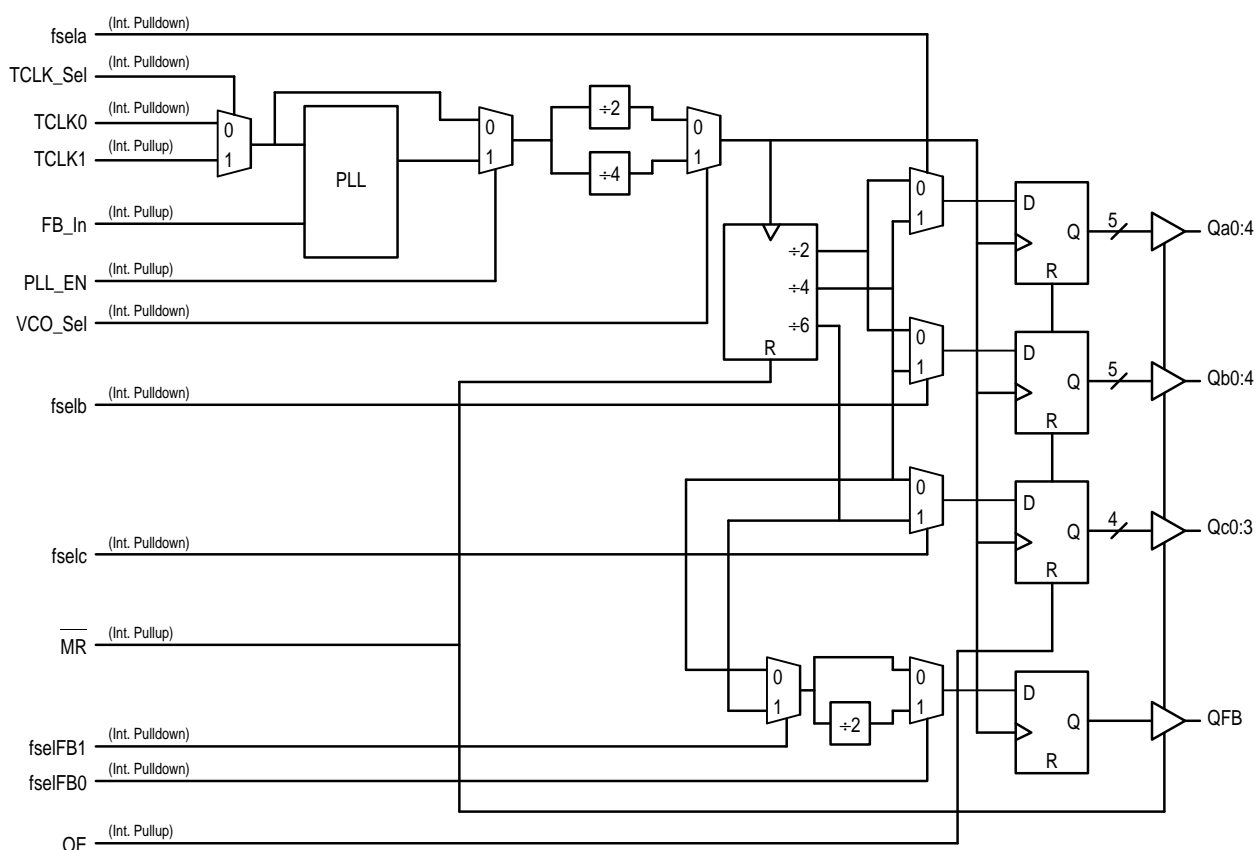 fsela (Int. Pulldown)
TCLK_Sel (Int. Pulldown)
TCLK0 (Int. Pulldown)
TCLK1 (Int. Pullup)
0
1
PLL
FB_In (Int. Pullup)
PLL_EN (Int. Pullup)
VCO_Sel (Int. Pulldown)
0
1
÷2
÷4
0
1
÷2
÷4
÷6
R
0
1
D
Q
R
5
Qa0:4
fselb (Int. Pulldown)
0
1
D
Q
R
5
Qb0:4
fselc (Int. Pulldown)
0
1
D
Q
R
4
Qc0:3
MR (Int. Pullup)
fselFB1 (Int. Pulldown)
fselFB0 (Int. Pulldown)
0
1
÷2
0
1
D
Q
R
QFB
(Int. Pullup)